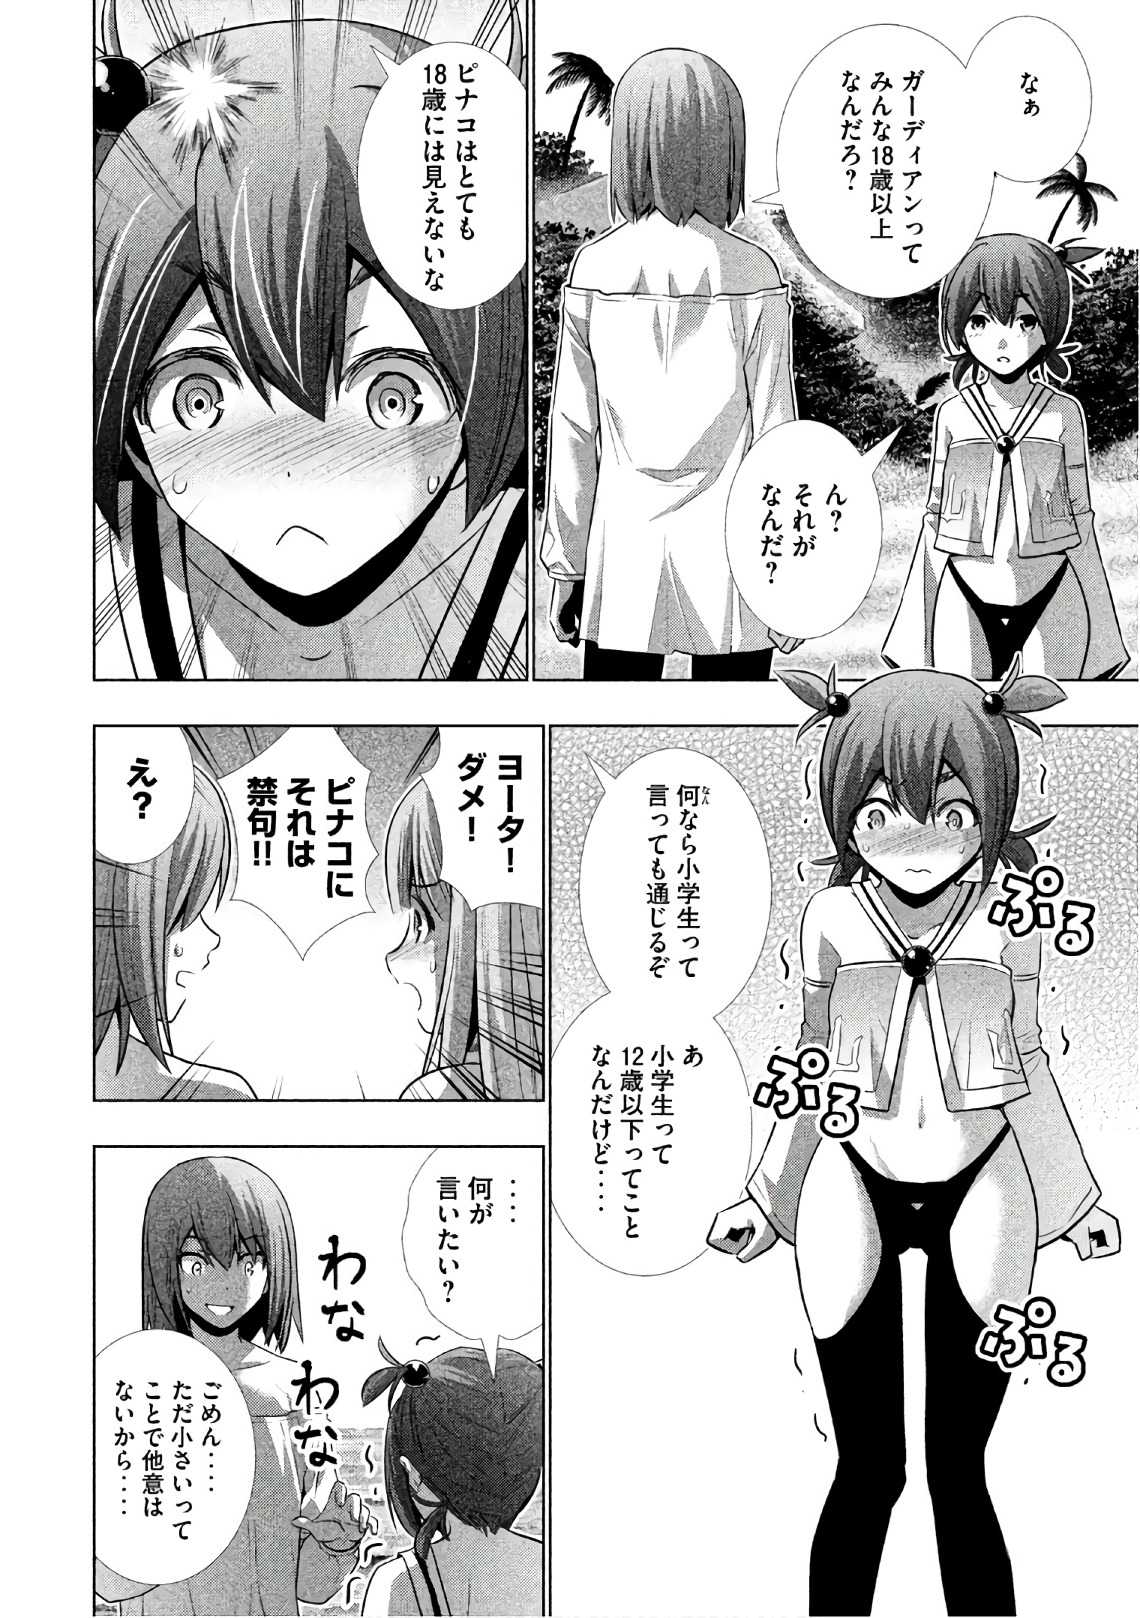 なぁ
ガーディアンって
みんな18歳以上
なんだろ?
ん?
それが
なんだ?
ピナコはとても
18歳には見えないな
何なら小学生って
なん
言っても通じるぞ
あ
小学生って
12歳以下ってこと
なんだけど‥‥
ぷる
ぷる
ぷる
ヨータ!
ダメ!
ピナコに
それは
禁句!!
え?
‥‥
何が
言いたい?
わな
わな
ごめん‥‥
ただ小さいって
ことで他意は
ないから‥‥